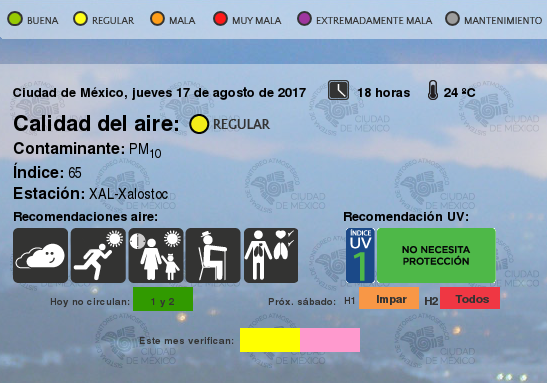 BUENA REGULAR MALA MUY MALA EXTREMADAMENTE MALA MANTENIMIENTO
Ciudad de México, jueves 17 de agosto de 2017 18 horas 24 ºC
Calidad del aire: REGULAR
Contaminante: PM10
Índice: 65
Estación: XAL-Xalostoc
Recomendaciones aire: Recomendación UV:
ÍNDICE UV 1 NO NECESITA PROTECCIÓN
Hoy no circulan: 1 y 2 Próx. sábado: H1 Impar H2 Todos
Este mes verifican: